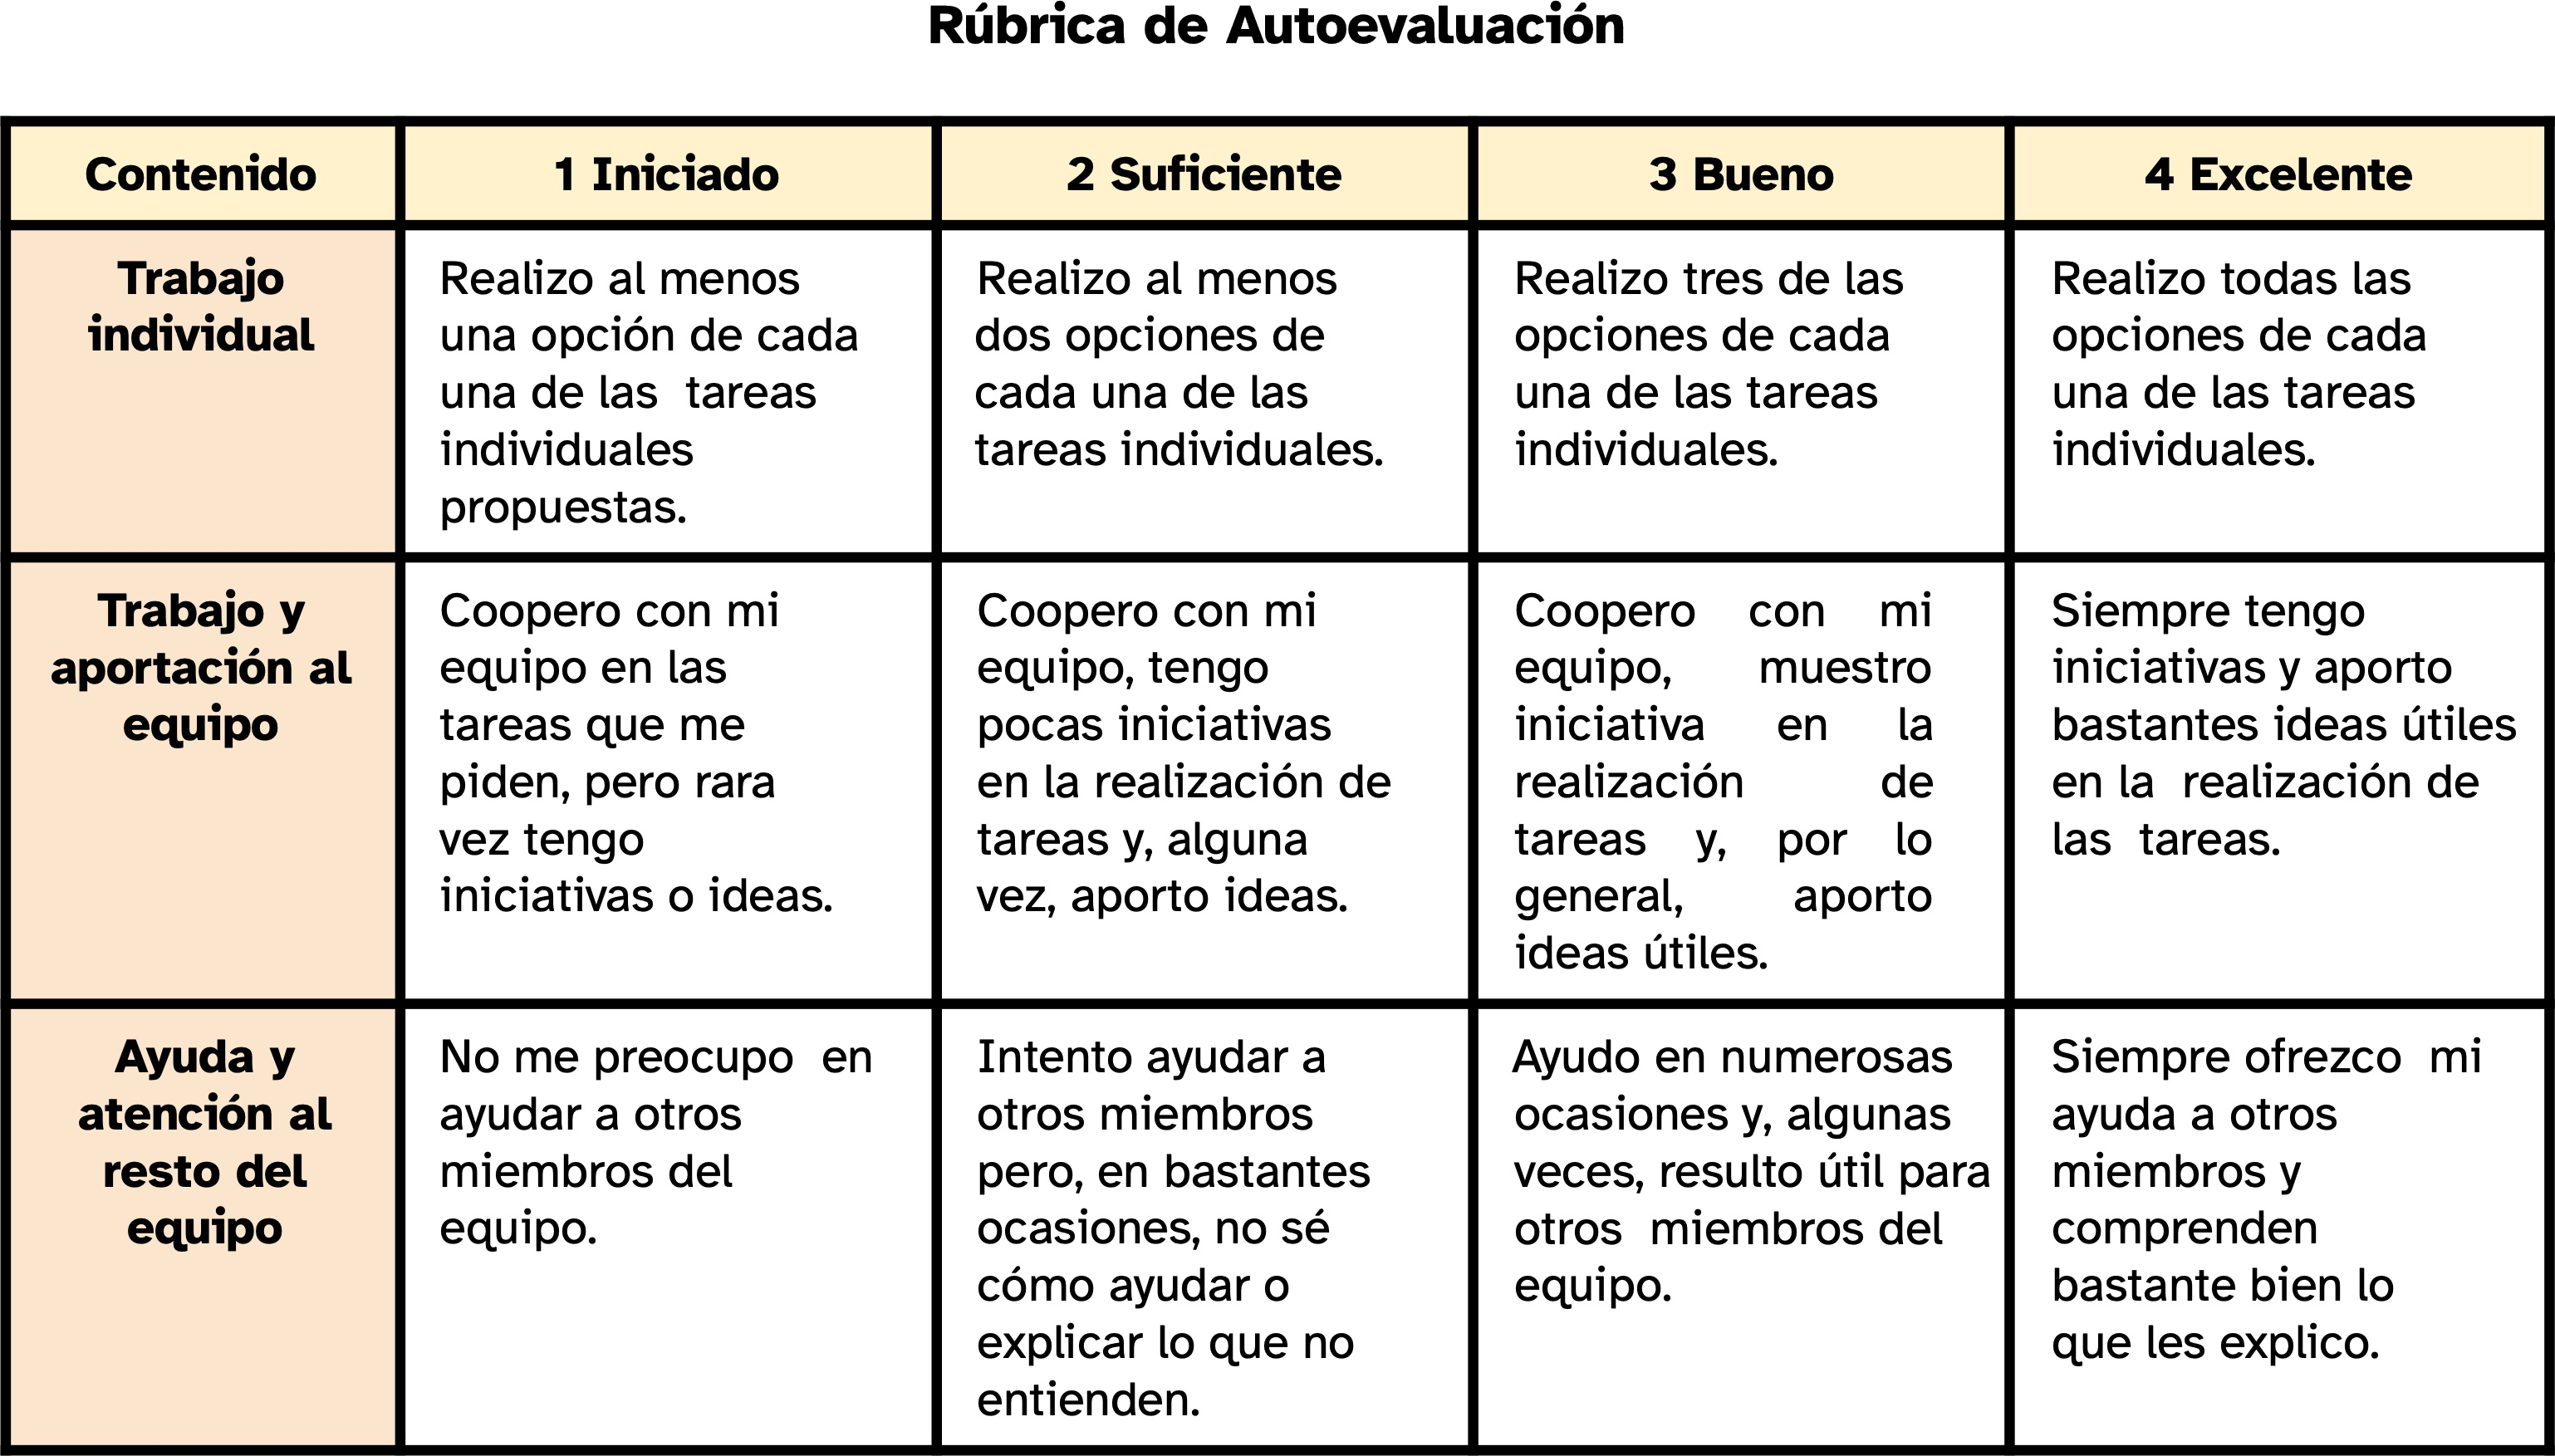 Rúbrica de Autoevaluación
Contenido
1 Iniciado
2 Suficiente
3 Bueno
4 Excelente
Trabajo
individual
Realizo al menos
una opción de cada
una de las tareas
individuales
propuestas.
Realizo al menos
dos opciones de
cada una de las
tareas individuales.
Realizo tres de las
opciones de cada
una de las tareas
individuales.
Realizo todas las
opciones de cada
una de las tareas
individuales.
Trabajo y
aportación al
equipo
Coopero con mi
equipo en las
tareas que me
piden, pero rara
vez tengo
iniciativas o ideas.
Coopero con mi
equipo, tengo
pocas iniciativas
en la realización de
tareas y, alguna
vez, aporto ideas.
Coopero con mi
equipo, muestro
iniciativa en la
realización de
tareas y, por lo
general, aporto
ideas útiles.
Siempre tengo
iniciativas y aporto
bastantes ideas útiles
en la realización de
las tareas.
Ayuda y
atención al
resto del
equipo
No me preocupo en
ayudar a otros
miembros del
equipo.
Intento ayudar a
otros miembros
pero, en bastantes
ocasiones, no sé
cómo ayudar o
explicar lo que no
entienden.
Ayudo en numerosas
ocasiones y, algunas
veces, resulto útil para
otros miembros del
equipo.
Siempre ofrezco mi
ayuda a otros
miembros y
comprenden
bastante bien lo
que les explico.